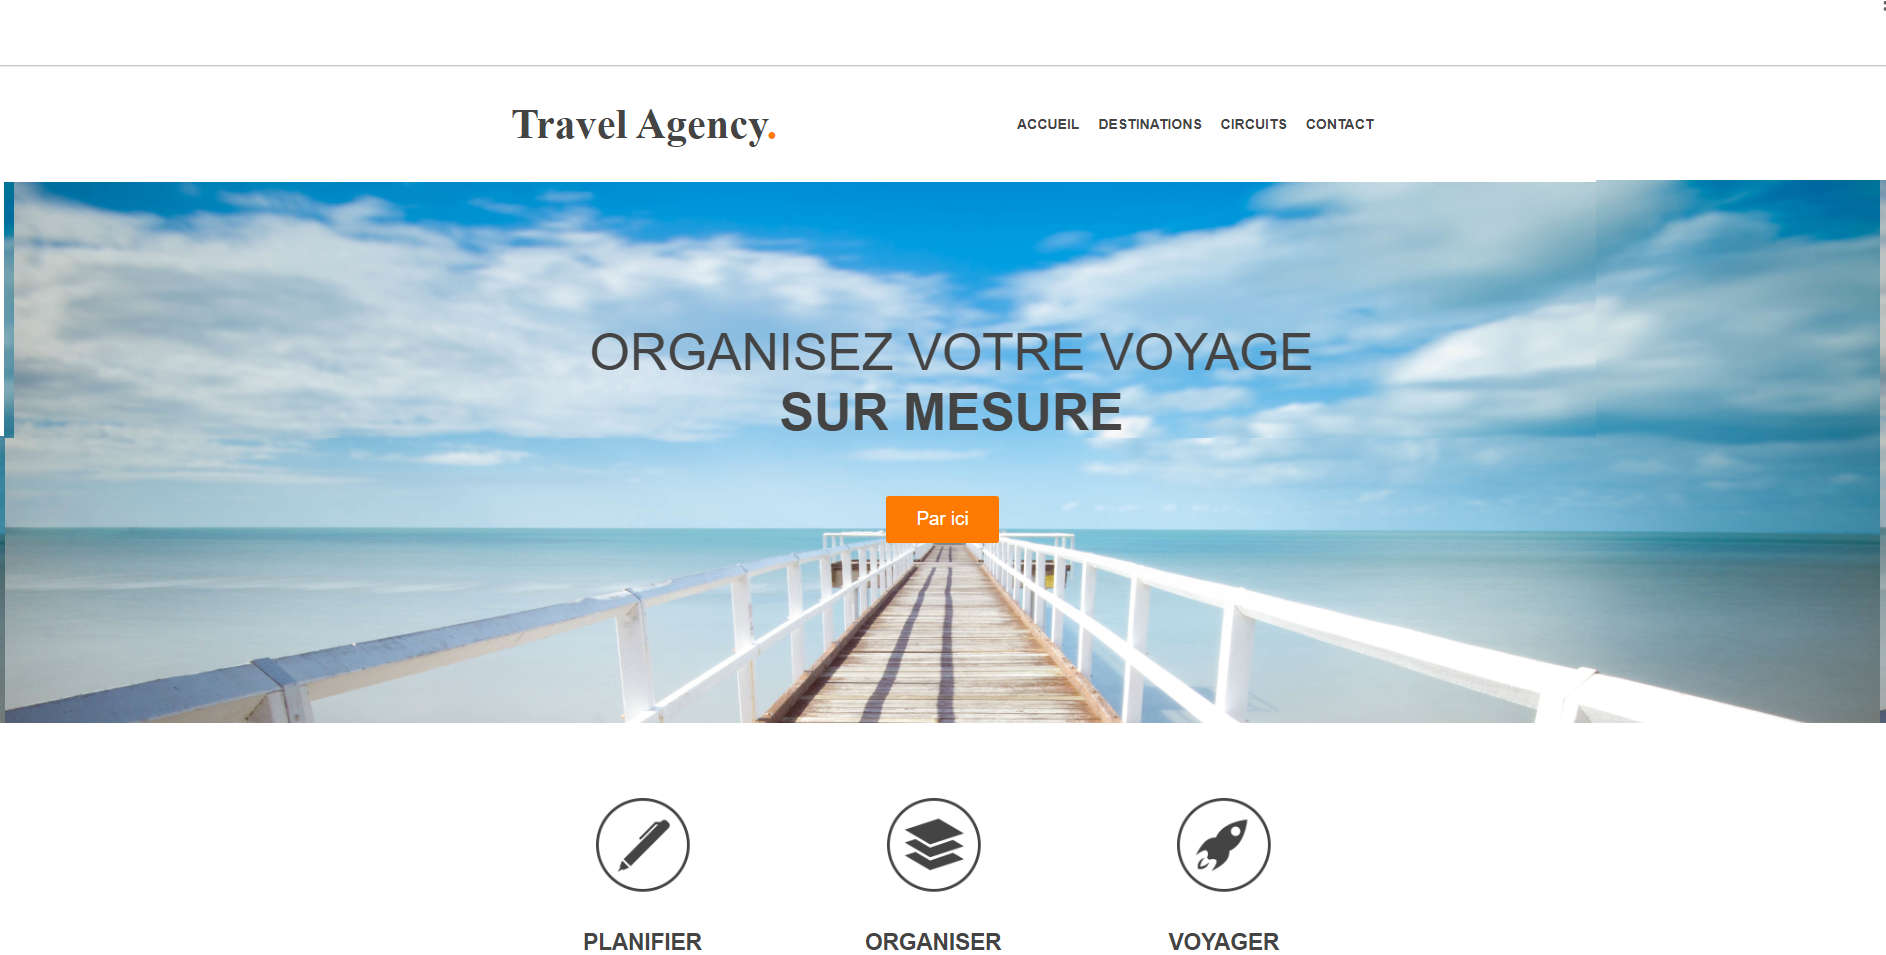 Travel Agency.
ACCUEIL DESTINATIONS CIRCUITS CONTACT
ORGANISEZ VOTRE VOYAGE
SUR MESURE
Par ici
PLANIFIER ORGANISER VOYAGER